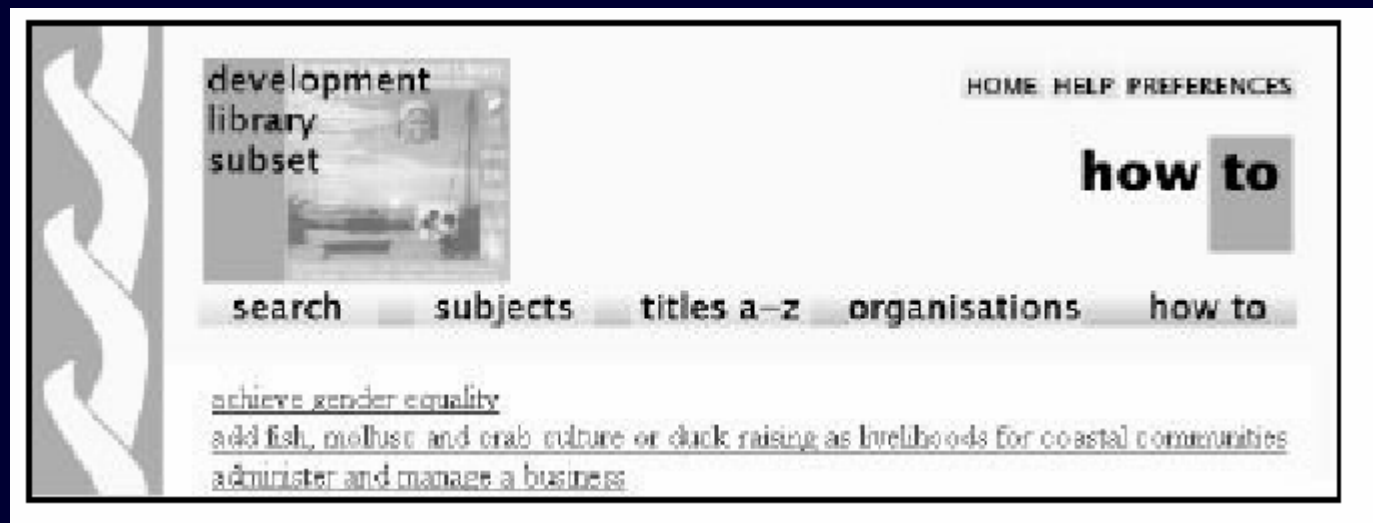 development
library
subset
HOME HELP PREFERENCES
how to
search subjects titles a–z organisations how to
achieve gender equality
add fish, mollusc and crab culture or duck raising as livelihoods for coastal communities
administer and manage a business